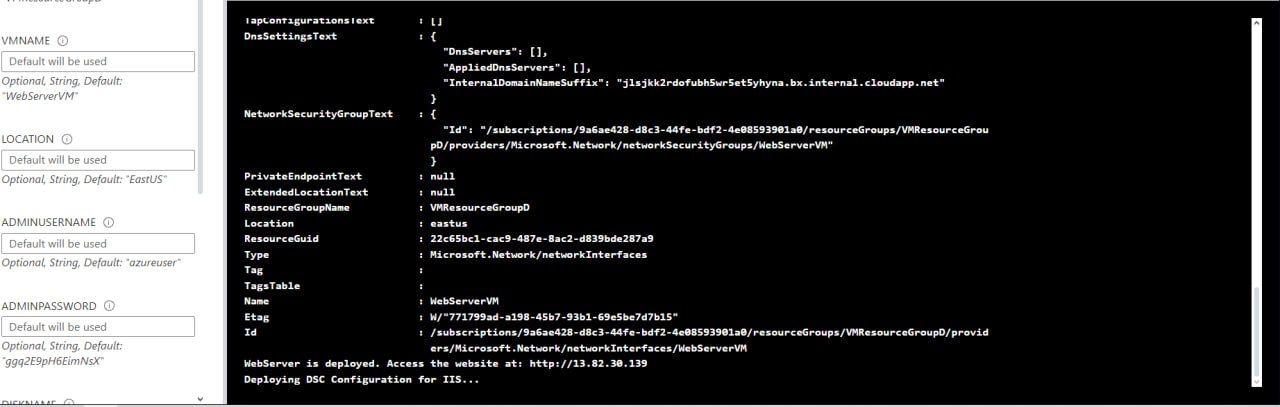 VMResourceGroupD
VMNAME
Default will be used
Optional, String, Default:
"WebServerVM"
LOCATION
Default will be used
Optional, String, Default: "EastUS"
ADMINUSERNAME
Default will be used
Optional, String, Default: "azureuser"
ADMINPASSWORD
Default will be used
Optional, String, Default:
"ggq2E9pH6EimNsX"
DISKNAME
TapConfigurationsText : []
DnsSettingsText : {
"DnsServers": [],
"AppliedDnsServers": [],
"InternalDomainNameSuffix": "jlsjkk2rdofubh5wr5et5yhyna.bx.internal.cloudapp.net"
}
NetworkSecurityGroupText : {
"Id": "/subscriptions/9a6ae428-d8c3-44fe-bdf2-4e08593901a0/resourceGroups/VMResourceGrou
pD/providers/Microsoft.Network/networkSecurityGroups/WebServerVM"
}
PrivateEndpointText : null
ExtendedLocationText : null
ResourceGroupName : VMResourceGroupD
Location : eastus
ResourceGuid : 22c65bc1-cac9-487e-8ac2-d839bde287a9
Type : Microsoft.Network/networkInterfaces
Tag :
TagsTable :
Name : WebServerVM
Etag : W/"771799ad-a198-45b7-93b1-69e5be7d7b15"
Id : /subscriptions/9a6ae428-d8c3-44fe-bdf2-4e08593901a0/resourceGroups/VMResourceGroupD/provid
ers/Microsoft.Network/networkInterfaces/WebServerVM
WebServer is deployed. Access the website at: http://13.82.30.139
Deploying DSC Configuration for IIS...